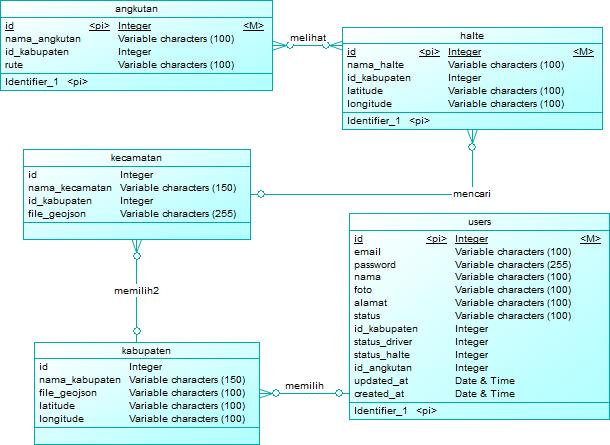 angkutan
id <pi> Integer <M>
nama_angkutan Variable characters (100)
id_kabupaten Integer
rute Variable characters (100)
Identifier_1 <pi>
melihat
halte
id <pi> Integer <M>
nama_halte Variable characters (100)
id_kabupaten Integer
latitude Variable characters (100)
longitude Variable characters (100)
Identifier_1 <pi>
kecamatan
id Integer
nama_kecamatan Variable characters (150)
id_kabupaten Integer
file_geojson Variable characters (255)
mencari
users
id <pi> Integer <M>
email Variable characters (100)
password Variable characters (255)
nama Variable characters (100)
foto Variable characters (100)
alamat Variable characters (100)
status Variable characters (100)
id_kabupaten Integer
status_driver Integer
status_halte Integer
id_angkutan Integer
updated_at Date & Time
created_at Date & Time
Identifier_1 <pi>
memilih2
kabupaten
id Integer
nama_kabupaten Variable characters (150)
file_geojson Variable characters (100)
latitude Variable characters (100)
longitude Variable characters (100)
memilih